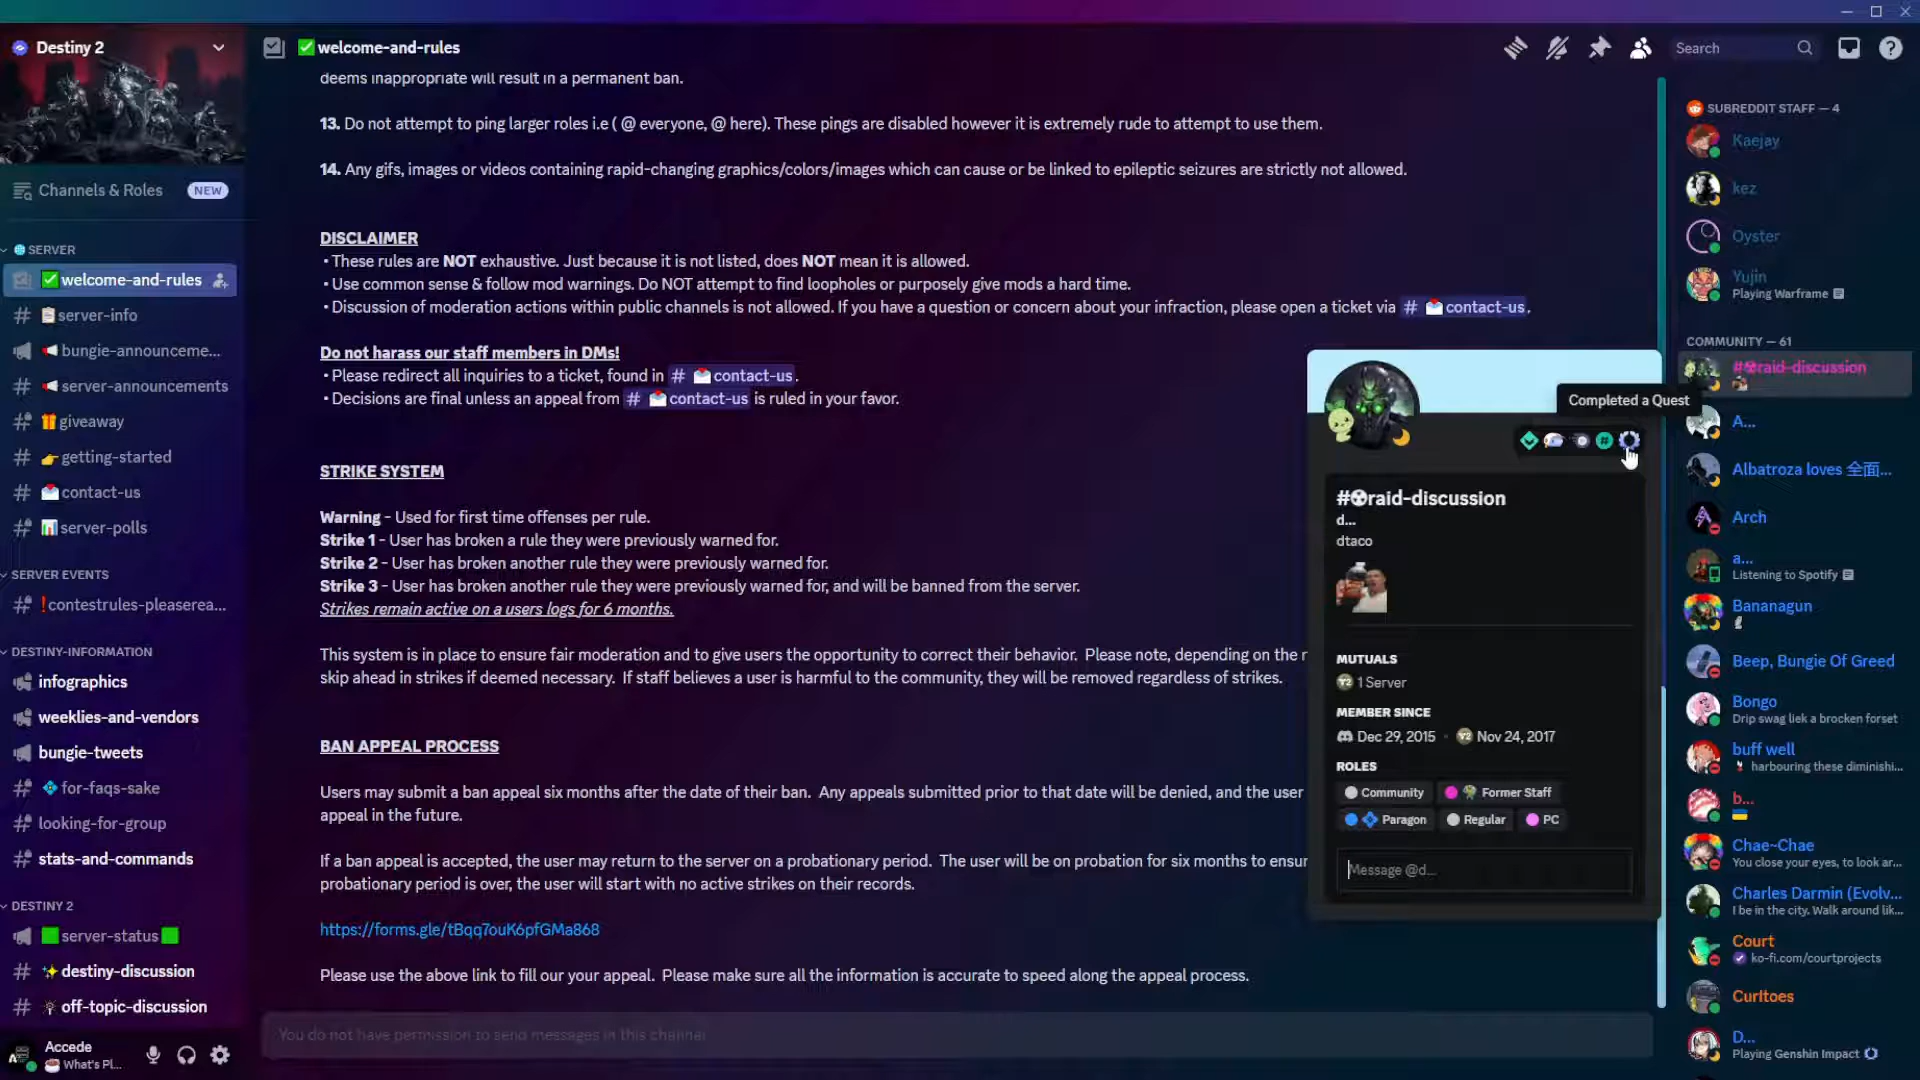 Destiny 2
welcome-and-rules
Search
Channels & Roles
NEW
SERVER
welcome-and-rules
# server-info
bungie-announceme...
server-announcements
# giveaway
# getting-started
# contact-us
# server-polls
SERVER EVENTS
# contestrules-pleaserea...
DESTINY-INFORMATION
infographics
weeklies-and-vendors
bungie-tweets
# for-faqs-sake
# looking-for-group
# stats-and-commands
DESTINY 2
server-status
# destiny-discussion
# off-topic-discussion
Accede
What's Pl...
deems inappropriate will result in a permanent ban.
13. Do not attempt to ping larger roles i.e ( @ everyone, @ here). These pings are disabled however it is extremely rude to attempt to use them.
14. Any gifs, images or videos containing rapid-changing graphics/colors/images which can cause or be linked to epileptic seizures are strictly not allowed.
DISCLAIMER
• These rules are NOT exhaustive. Just because it is not listed, does NOT mean it is allowed.
• Use common sense & follow mod warnings. Do NOT attempt to find loopholes or purposely give mods a hard time.
• Discussion of moderation actions within public channels is not allowed. If you have a question or concern about your infraction, please open a ticket via # contact-us .
Do not harass our staff members in DMs!
• Please redirect all inquiries to a ticket, found in # contact-us .
• Decisions are final unless an appeal from # contact-us is ruled in your favor.
STRIKE SYSTEM
Warning - Used for first time offenses per rule.
Strike 1 - User has broken a rule they were previously warned for.
Strike 2 - User has broken another rule they were previously warned for.
Strike 3 - User has broken another rule they were previously warned for, and will be banned from the server.
Strikes remain active on a users logs for 6 months.
This system is in place to ensure fair moderation and to give users the opportunity to correct their behavior. Please note, depending on the
skip ahead in strikes if deemed necessary. If staff believes a user is harmful to the community, they will be removed regardless of strikes.
BAN APPEAL PROCESS
Users may submit a ban appeal six months after the date of their ban. Any appeals submitted prior to that date will be denied, and the user
appeal in the future.
If a ban appeal is accepted, the user may return to the server on a probationary period. The user will be on probation for six months to ensur
probationary period is over, the user will start with no active strikes on their records.
https://forms.gle/tBqq7ouK6pfGMa868
Please use the above link to fill our your appeal. Please make sure all the information is accurate to speed along the appeal process.
You do not have permission to send messages in this channel
Completed a Quest
#☢raid-discussion
d...
dtaco
MUTUALS
1 Server
MEMBER SINCE
Dec 29, 2015 • Nov 24, 2017
ROLES
Community Former Staff
Paragon Regular PC
Message @d...
SUBREDDIT STAFF — 4
Kaejay
kez
Oyster
Yujin
Playing Warframe
COMMUNITY — 61
#☢raid-discussion
A...
Albatroza loves 全面...
Arch
a...
Listening to Spotify
Bananagun
Beep, Bungie Of Greed
Bongo
Drip swag liek a brocken forset
buff well
harbouring these diminishi...
b...
Chae~Chae
You close your eyes, to look ar...
Charles Darmin (Evolv...
I be in the city. Walk around lik...
Court
ko-fi.com/courtprojects
Curltoes
D...
Playing Genshin Impact